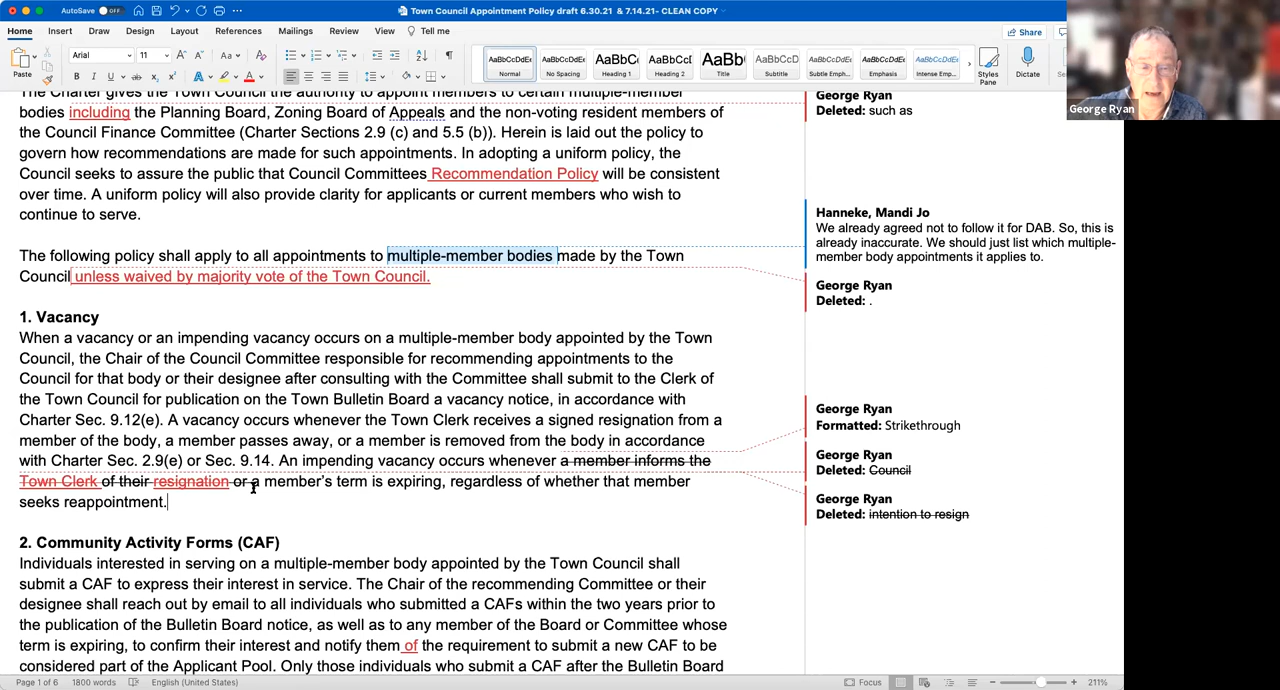 AutoSave OFF
Town Council Appointment Policy draft 6.30.21 & 7.14.21- CLEAN COPY
Home Insert Draw Design Layout References Mailings Review View Tell me
Share
Paste
Arial 11
Normal No Spacing Heading 1 Heading 2 Title Subtitle Subtle Emph... Emphasis Intense Emp... Styles Pane Dictate
George Ryan
The Charter gives the Town Council the authority to appoint members to certain multiple-member
bodies including the Planning Board, Zoning Board of Appeals and the non-voting resident members of
the Council Finance Committee (Charter Sections 2.9 (c) and 5.5 (b)). Herein is laid out the policy to
govern how recommendations are made for such appointments. In adopting a uniform policy, the
Council seeks to assure the public that Council Committees Recommendation Policy will be consistent
over time. A uniform policy will also provide clarity for applicants or current members who wish to
continue to serve.
The following policy shall apply to all appointments to multiple-member bodies made by the Town
Council unless waived by majority vote of the Town Council.
1. Vacancy
When a vacancy or an impending vacancy occurs on a multiple-member body appointed by the Town
Council, the Chair of the Council Committee responsible for recommending appointments to the
Council for that body or their designee after consulting with the Committee shall submit to the Clerk of
the Town Council for publication on the Town Bulletin Board a vacancy notice, in accordance with
Charter Sec. 9.12(e). A vacancy occurs whenever the Town Clerk receives a signed resignation from a
member of the body, a member passes away, or a member is removed from the body in accordance
with Charter Sec. 2.9(e) or Sec. 9.14. An impending vacancy occurs whenever a member informs the
Town Clerk of their resignation or a member's term is expiring, regardless of whether that member
seeks reappointment.
2. Community Activity Forms (CAF)
Individuals interested in serving on a multiple-member body appointed by the Town Council shall
submit a CAF to express their interest in service. The Chair of the recommending Committee or their
designee shall reach out by email to all individuals who submitted a CAFs within the two years prior to
the publication of the Bulletin Board notice, as well as to any member of the Board or Committee whose
term is expiring, to confirm their interest and notify them of the requirement to submit a new CAF to be
considered part of the Applicant Pool. Only those individuals who submit a CAF after the Bulletin Board
George Ryan
Deleted: such as
Hanneke, Mandi Jo
We already agreed not to follow it for DAB. So, this is
already inaccurate. We should just list which multiple-
member body appointments it applies to.
George Ryan
Deleted: .
George Ryan
Formatted: Strikethrough
George Ryan
Deleted: Council
George Ryan
Deleted: intention to resign
Page 1 of 6 1800 words English (United States) Focus 211%